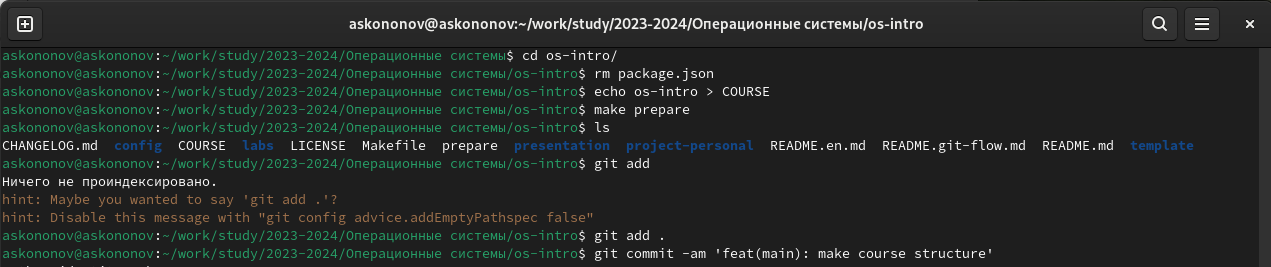 askononov@askononov:~/work/study/2023-2024/Операционные системы/os-intro
askononov@askononov:~/work/study/2023-2024/Операционные системы$ cd os-intro/
askononov@askononov:~/work/study/2023-2024/Операционные системы/os-intro$ rm package.json
askononov@askononov:~/work/study/2023-2024/Операционные системы/os-intro$ echo os-intro > COURSE
askononov@askononov:~/work/study/2023-2024/Операционные системы/os-intro$ make prepare
askononov@askononov:~/work/study/2023-2024/Операционные системы/os-intro$ ls
CHANGELOG.md config COURSE labs LICENSE Makefile prepare presentation project-personal README.en.md README.git-flow.md README.md template
askononov@askononov:~/work/study/2023-2024/Операционные системы/os-intro$ git add
Ничего не проиндексировано.
hint: Maybe you wanted to say 'git add .'?
hint: Disable this message with "git config advice.addEmptyPathspec false"
askononov@askononov:~/work/study/2023-2024/Операционные системы/os-intro$ git add .
askononov@askononov:~/work/study/2023-2024/Операционные системы/os-intro$ git commit -am 'feat(main): make course structure'